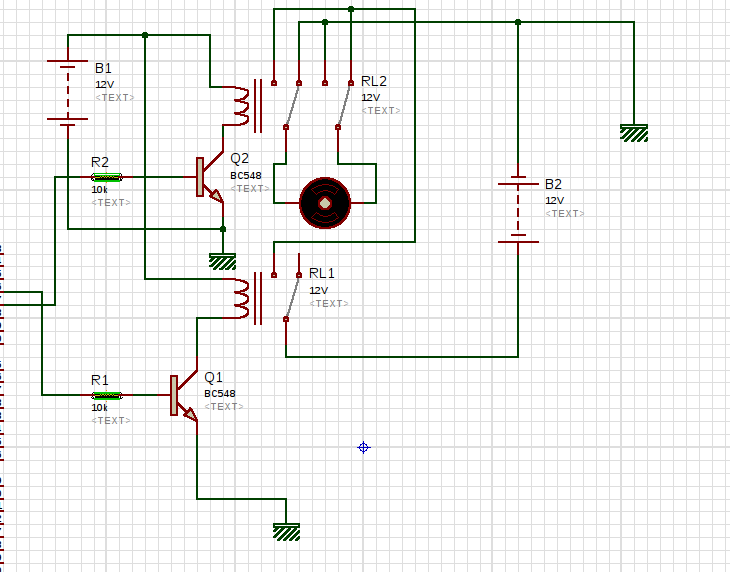 B1
12V
<TEXT>
RL2
12V
<TEXT>
R2
10k
<TEXT>
Q2
BC548
<TEXT>
B2
12V
<TEXT>
RL1
12V
<TEXT>
R1
10k
<TEXT>
Q1
BC548
<TEXT>